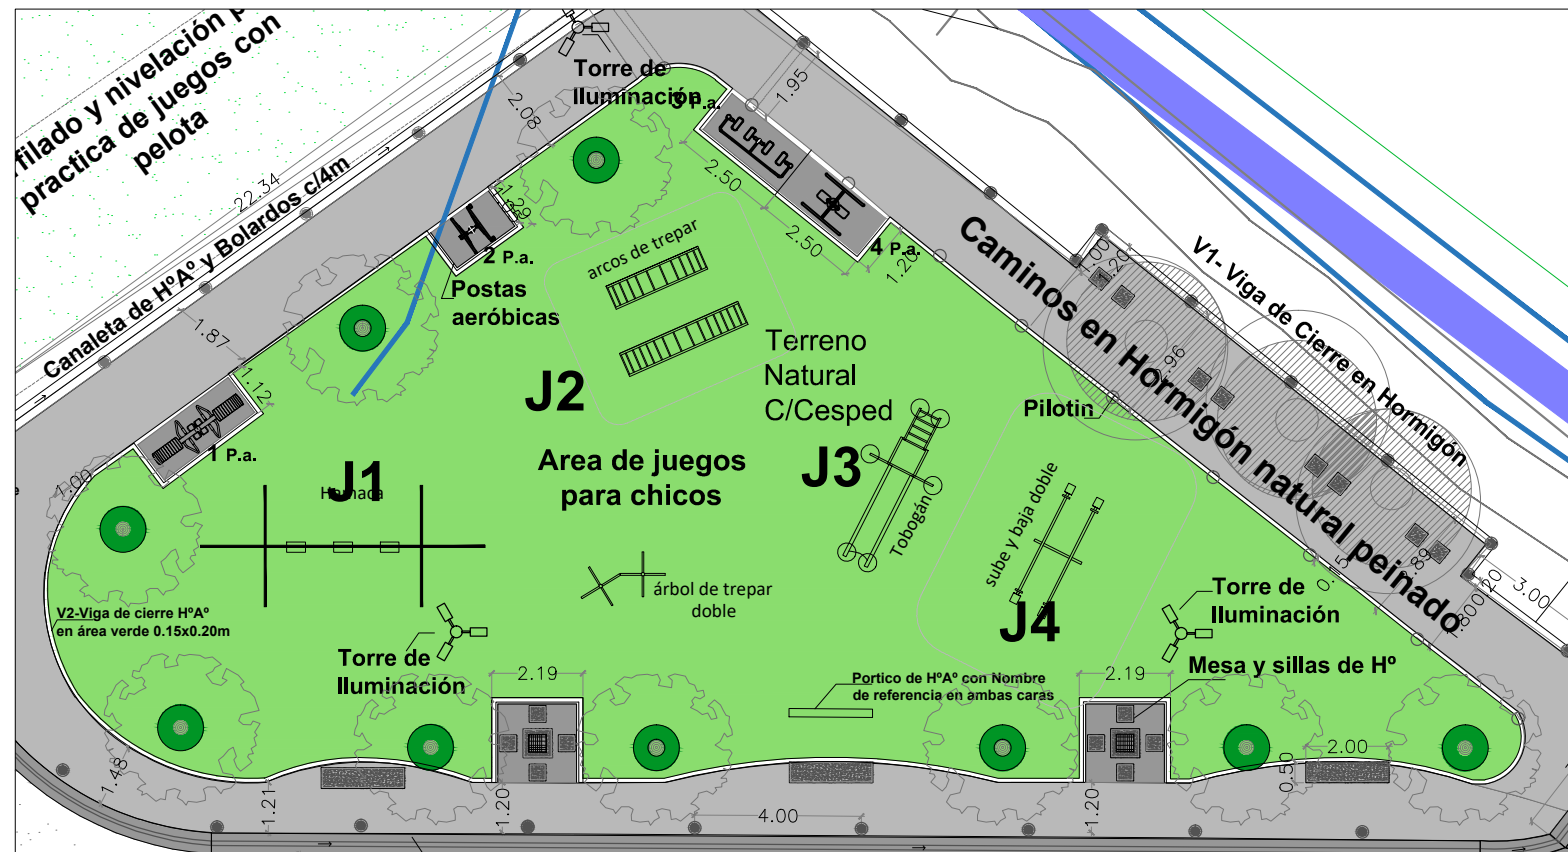 filado y nivelación p
practica de juegos con
pelota
Torre de
Iluminación
3 P.a.
1.95
2.08
22.34
Canaleta de HºAº y Bolardos c/4m
1.29
2.50
2.50
2 P.a.
4 P.a.
1.20
Postas
aeróbicas
arcos de trepar
Caminos en Hormigón natural peinado
V1- Viga de Cierre en Hormigón
1.20
1.87
1.12
Terreno
Natural
C/Cesped
J2
Pilotin
1 P.a.
J1
Hamaca
Area de juegos
para chicos
J3
Tobogán
sube y baja doble
1.00
árbol de trepar
doble
J4
0.15
3.00
V2-Viga de cierre HºAº
en área verde 0.15x0.20m
Torre de
Iluminación
Torre de
Iluminación
Mesa y sillas de Hº
2.19
2.19
Portico de HºAº con Nombre
de referencia en ambas caras
2.00
0.50
1.48
1.21
1.20
4.00
1.20